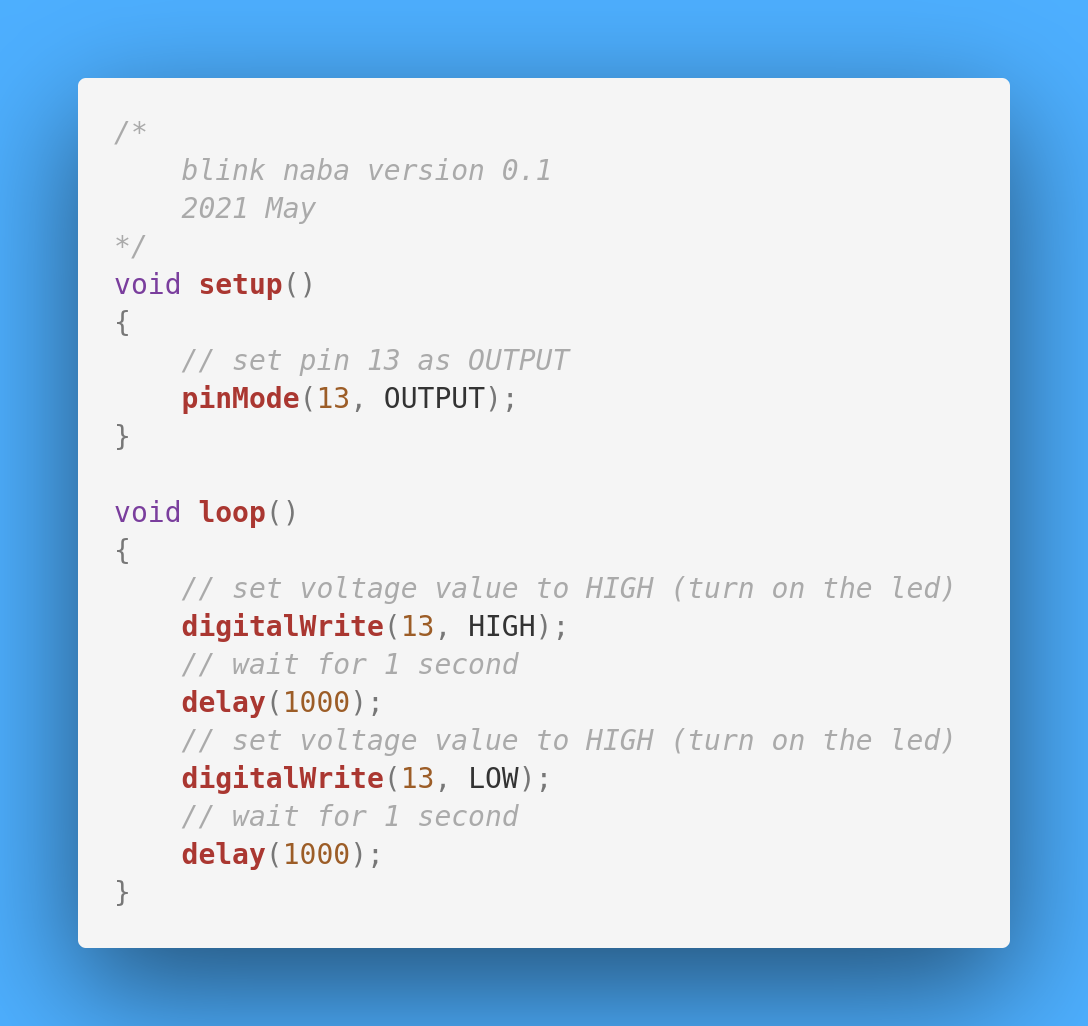 /*
    blink naba version 0.1
    2021 May
*/
void setup()
{
    // set pin 13 as OUTPUT
    pinMode(13, OUTPUT);
}

void loop()
{
    // set voltage value to HIGH (turn on the led)
    digitalWrite(13, HIGH);
    // wait for 1 second
    delay(1000);
    // set voltage value to HIGH (turn on the led)
    digitalWrite(13, LOW);
    // wait for 1 second
    delay(1000);
}